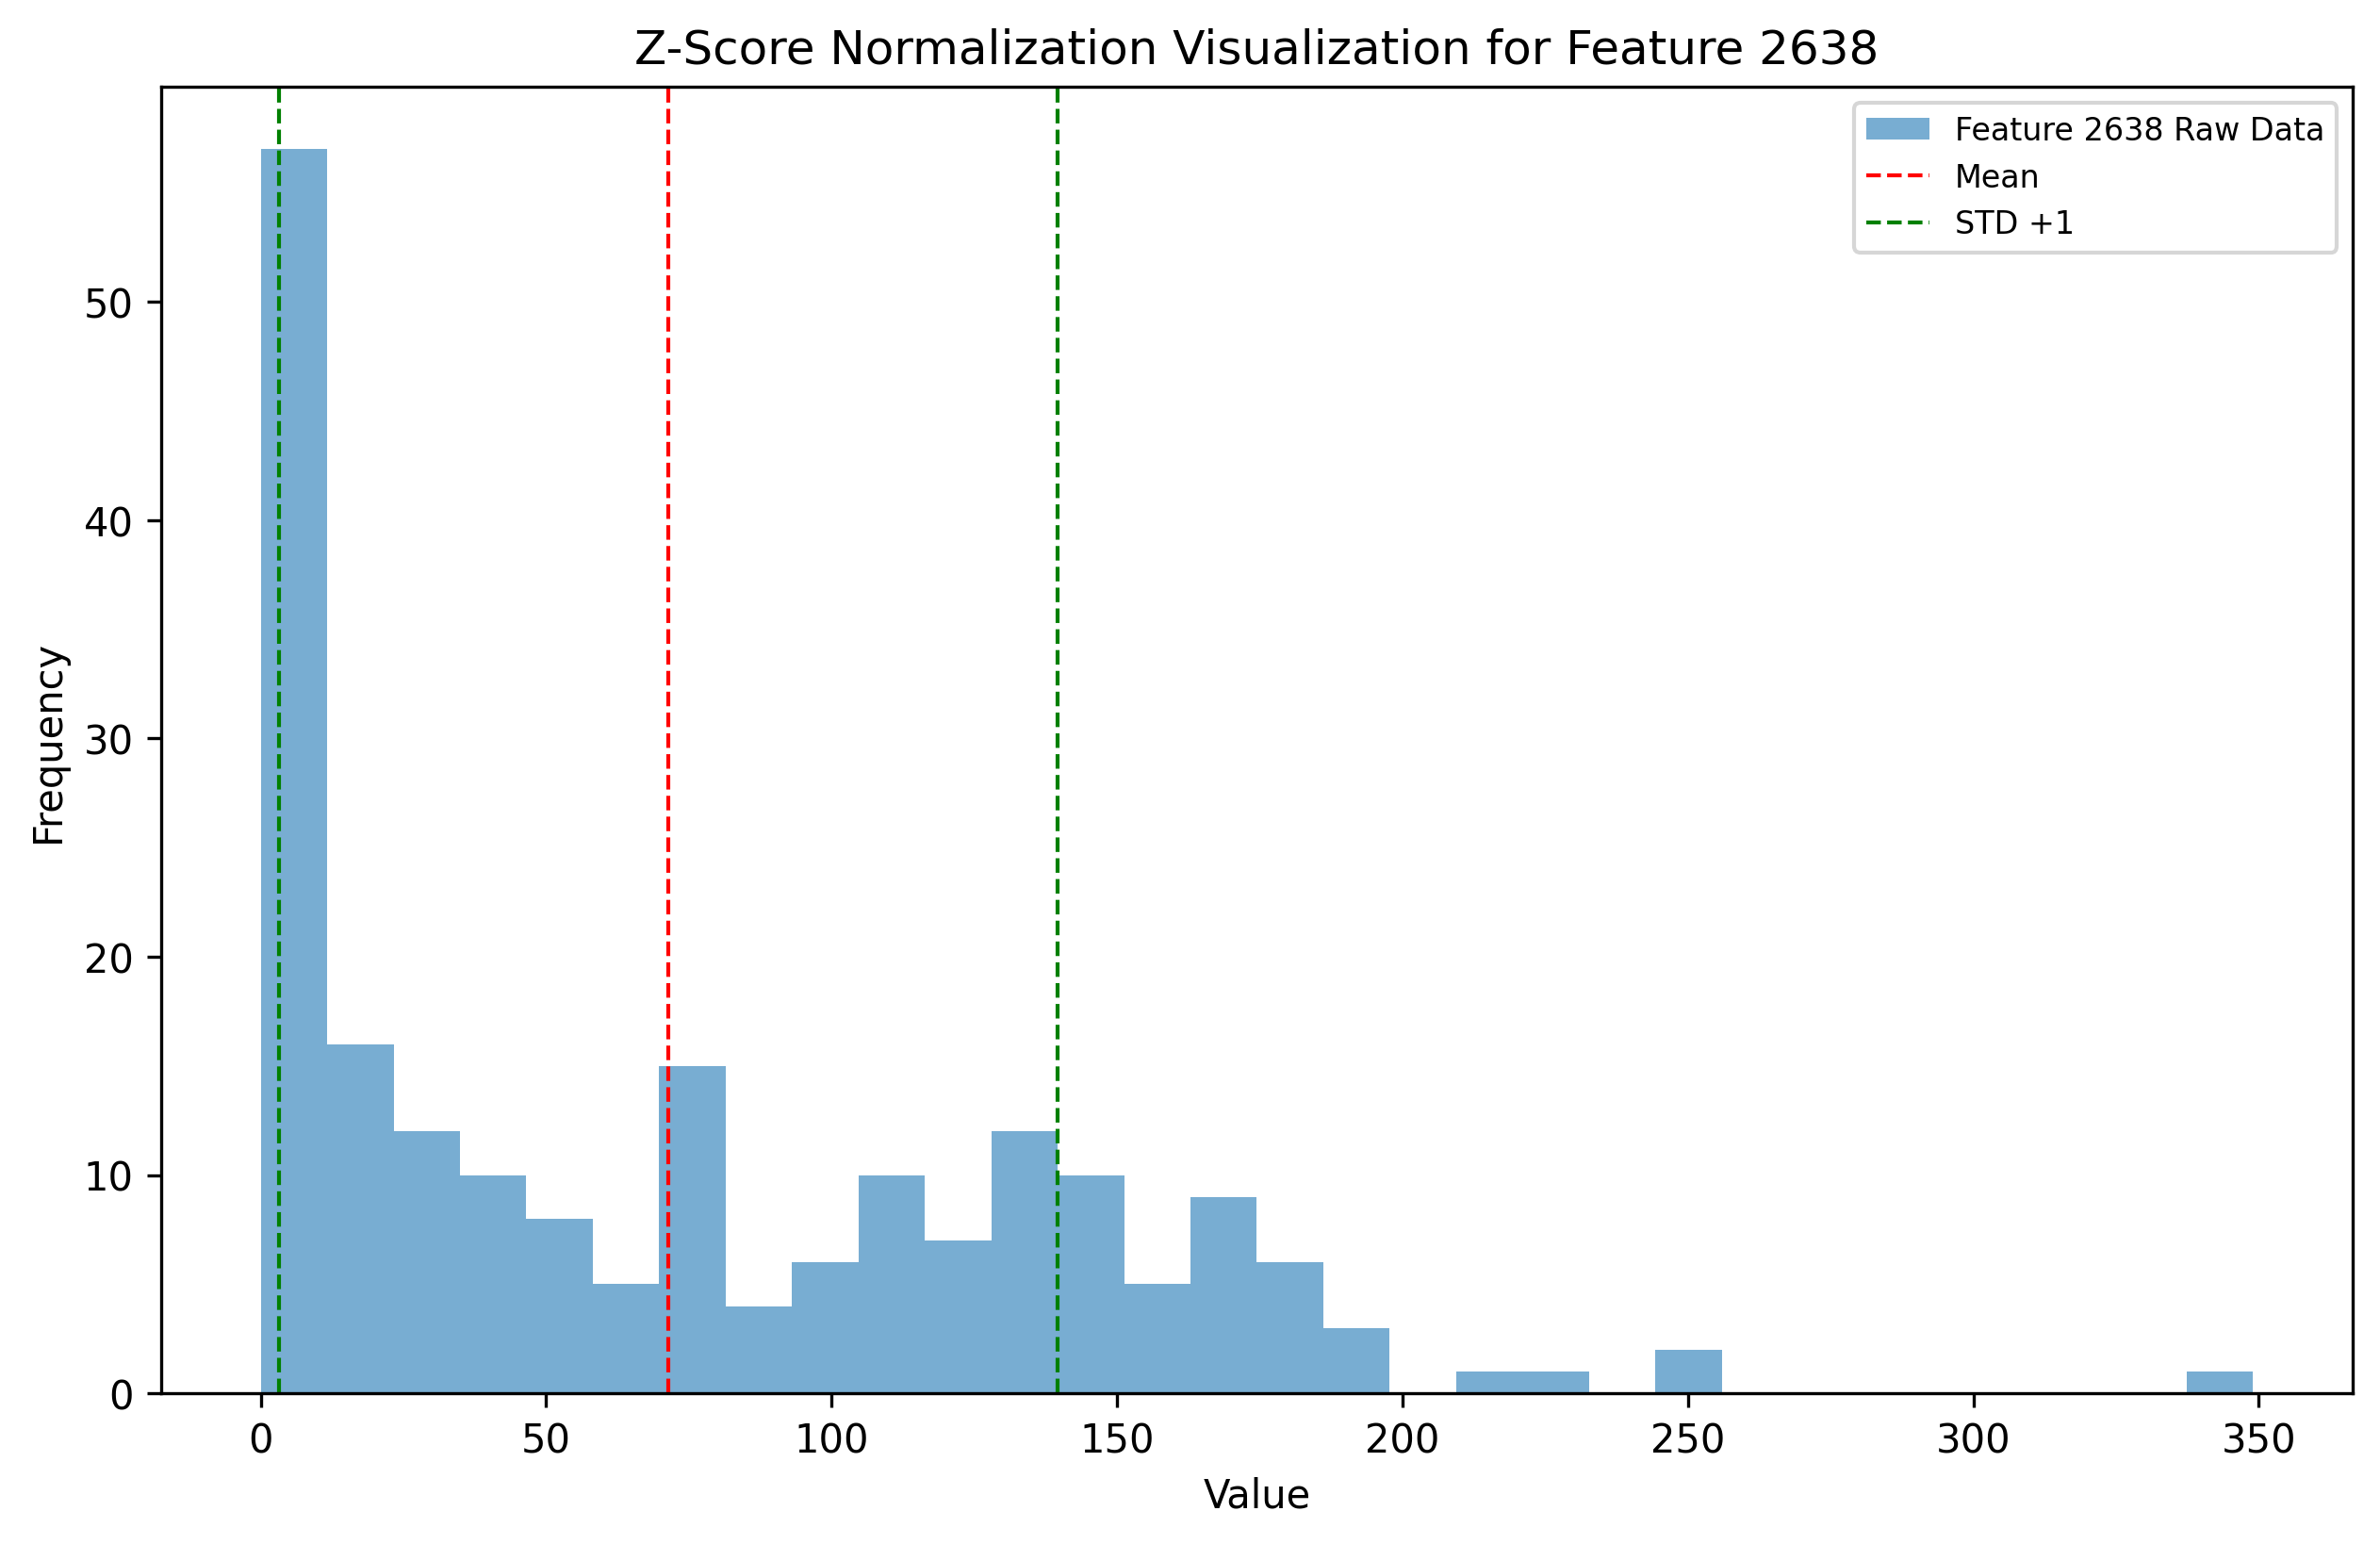 Z-Score Normalization Visualization for Feature 2638
Feature 2638 Raw Data
Mean
STD +1
50
40
30
20
10
0
Frequency
0 50 100 150 200 250 300 350
Value